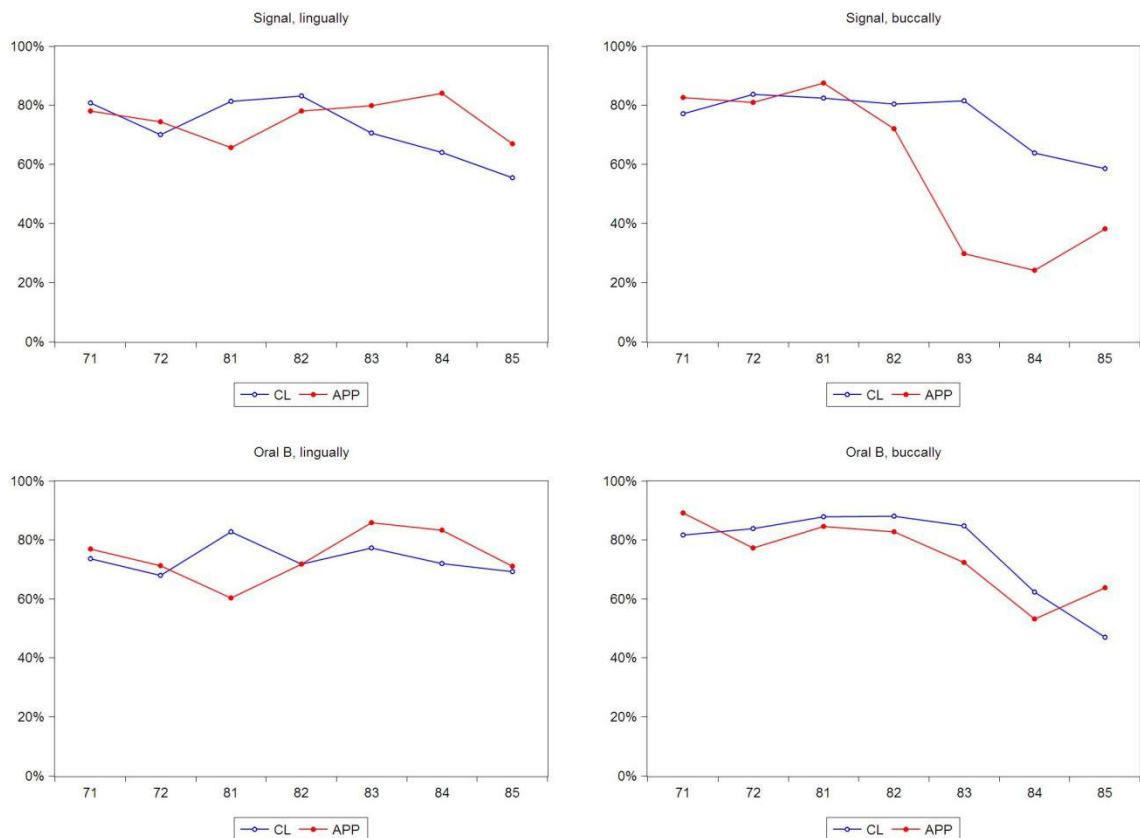 Signal, lingually
100%
80%
60%
40%
20%
0%
71 72 81 82 83 84 85
CL APP
Signal, buccally
100%
80%
60%
40%
20%
0%
71 72 81 82 83 84 85
CL APP
Oral B, lingually
100%
80%
60%
40%
20%
0%
71 72 81 82 83 84 85
CL APP
Oral B, buccally
100%
80%
60%
40%
20%
0%
71 72 81 82 83 84 85
CL APP